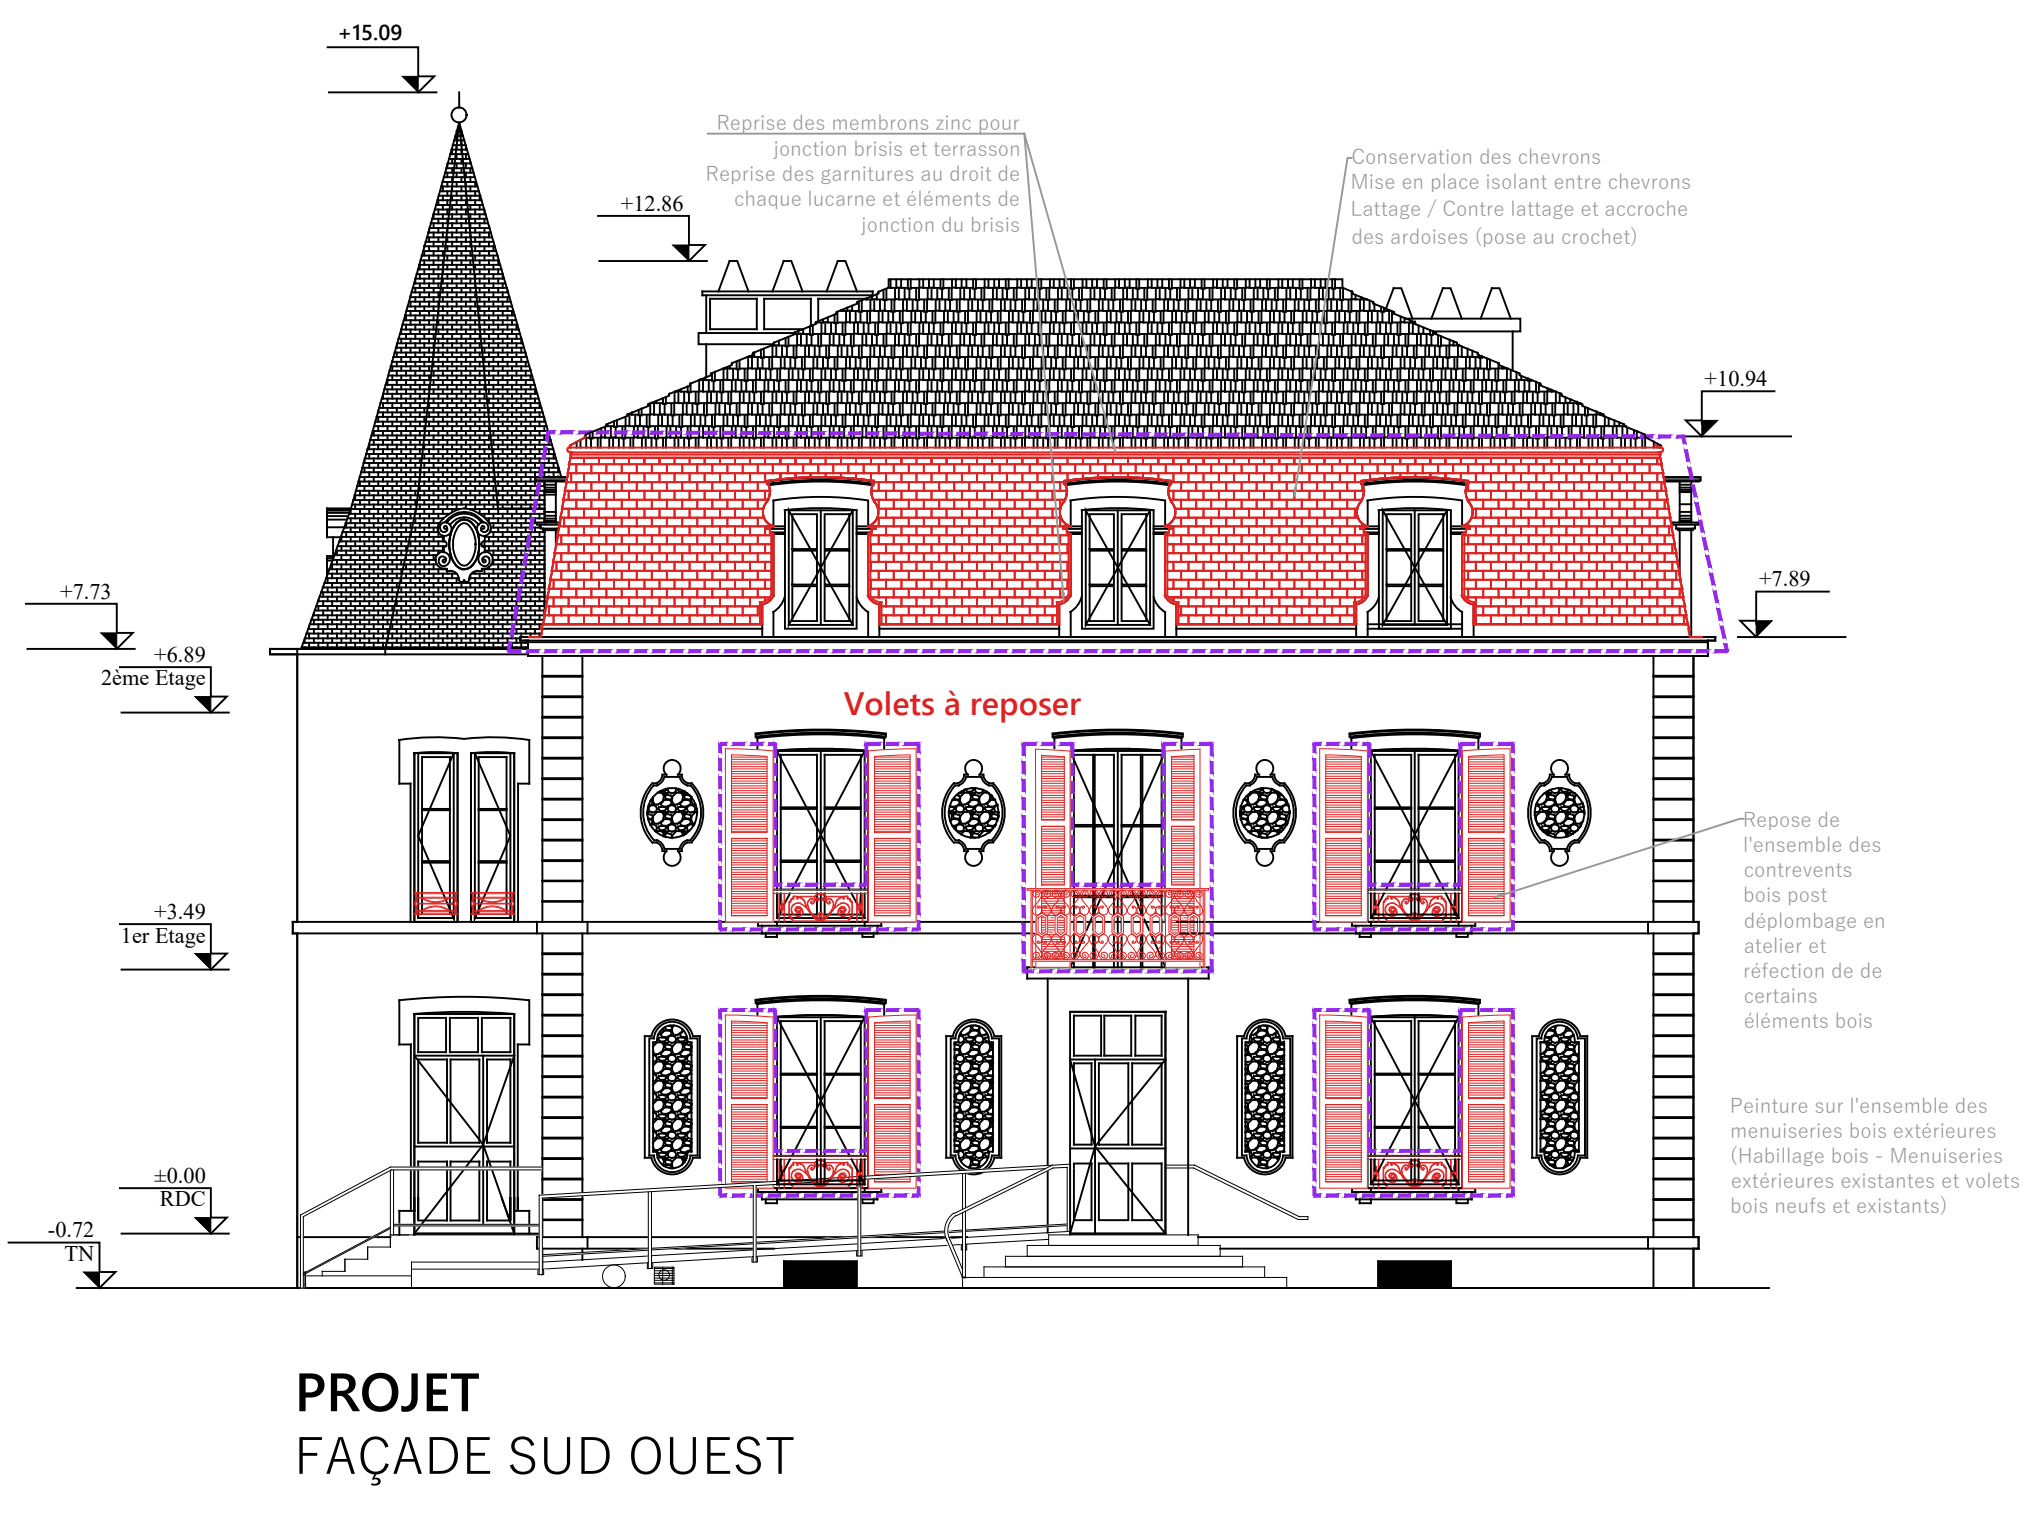 +15.09
Reprise des membrons zinc pour
jonction brisis et terrasson
Reprise des garnitures au droit de
chaque lucarne et éléments de
jonction du brisis
Conservation des chevrons
Mise en place isolant entre chevrons
Lattage / Contre lattage et accroche
des ardoises (pose au crochet)
+12.86
+10.94
+7.73
+7.89
+6.89
2ème Etage
Volets à reposer
Repose de
l'ensemble des
contrevents
bois post
déplombage en
atelier et
réfection de de
certains
éléments bois
+3.49
1er Etage
Peinture sur l'ensemble des
menuiseries bois extérieures
(Habillage bois - Menuiseries
extérieures existantes et volets
bois neufs et existants)
±0.00
RDC
-0.72
TN
PROJET
FAÇADE SUD OUEST